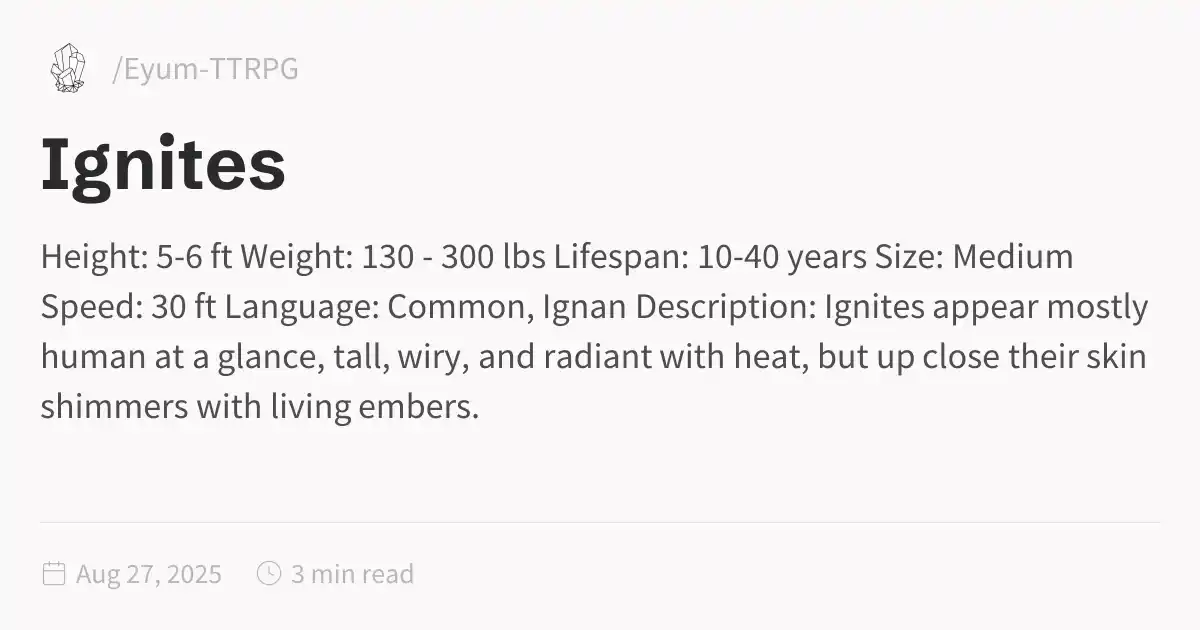 /Eyum-TTRPG
Ignites
Height: 5-6 ft Weight: 130 - 300 lbs Lifespan: 10-40 years Size: Medium
Speed: 30 ft Language: Common, Ignan Description: Ignites appear mostly
human at a glance, tall, wiry, and radiant with heat, but up close their skin
shimmers with living embers.
Aug 27, 2025 3 min read